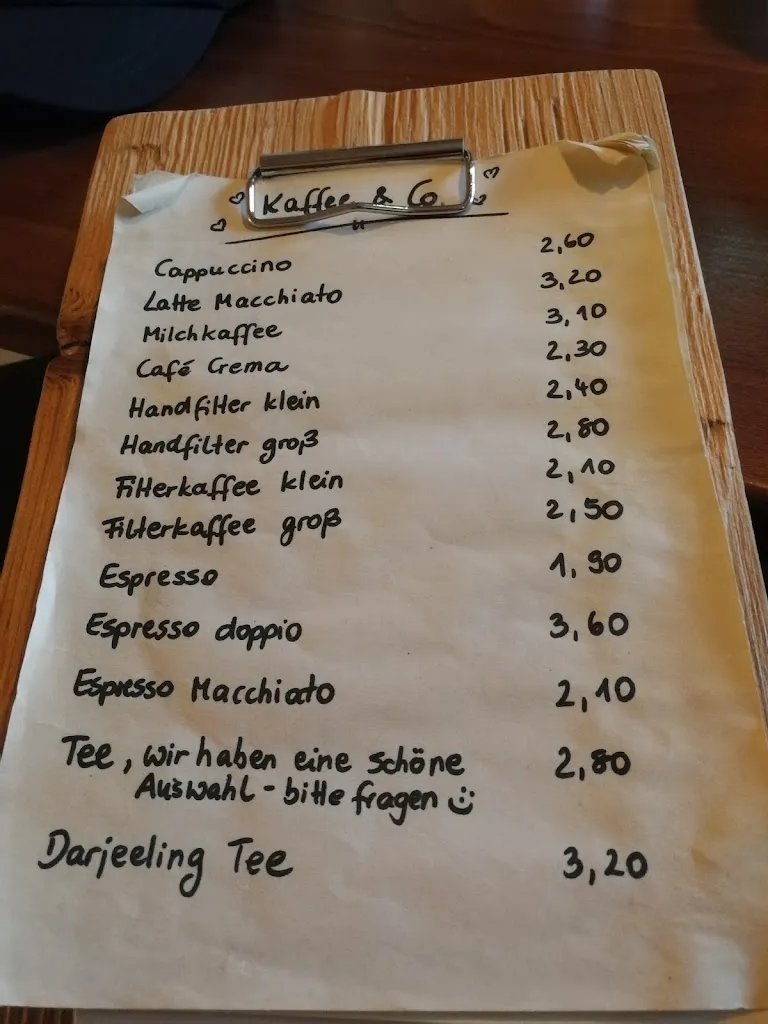 Kaffee & Co.
Cappuccino 2,60
Latte Macchiato 3,20
Milchkaffee 3,10
Café Crema 2,30
Handfilter klein 2,40
Handfilter groß 2,80
Filterkaffee klein 2,10
Filterkaffee groß 2,50
Espresso 1,90
Espresso doppio 3,60
Espresso Macchiato 2,10
Tee, wir haben eine schöne 2,80
Auswahl - bitte fragen
Darjeeling Tee 3,20